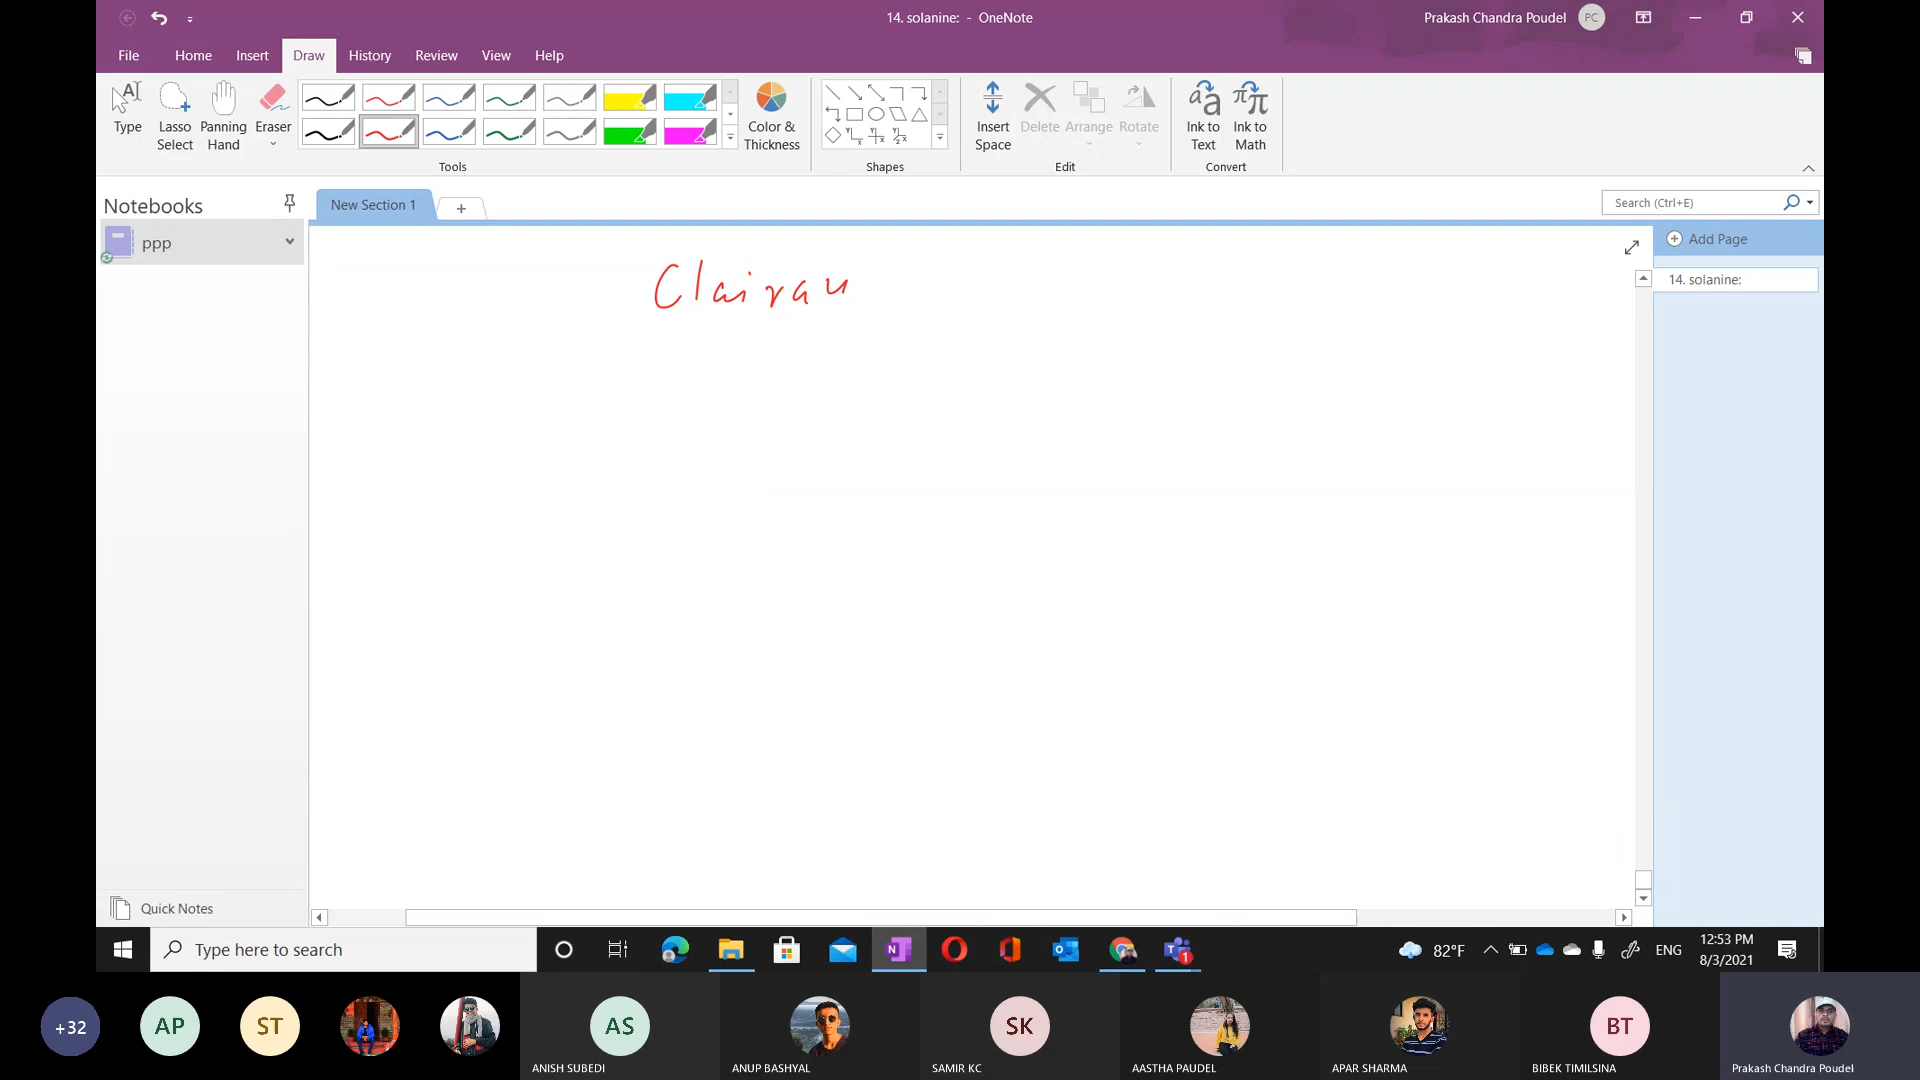 14. solanine: - OneNote
Prakash Chandra Poudel
PC
File
Home
Insert
Draw
History
Review
View
Help
Type
Lasso Select
Panning Hand
Eraser
Color & Thickness
Insert Space
Delete
Arrange
Rotate
Ink to Text
Ink to Math
Tools
Shapes
Edit
Convert
Notebooks
New Section 1
Search (Ctrl+E)
ppp
Add Page
14. solanine:
Clairau
Quick Notes
Type here to search
82°F
ENG
12:53 PM
8/3/2021
+32
AP
ST
AS
SK
BT
ANISH SUBEDI
ANUP BASHYAL
SAMIR KC
AASTHA PAUDEL
APAR SHARMA
BIBEK TIMILSINA
Prakash Chandra Poudel